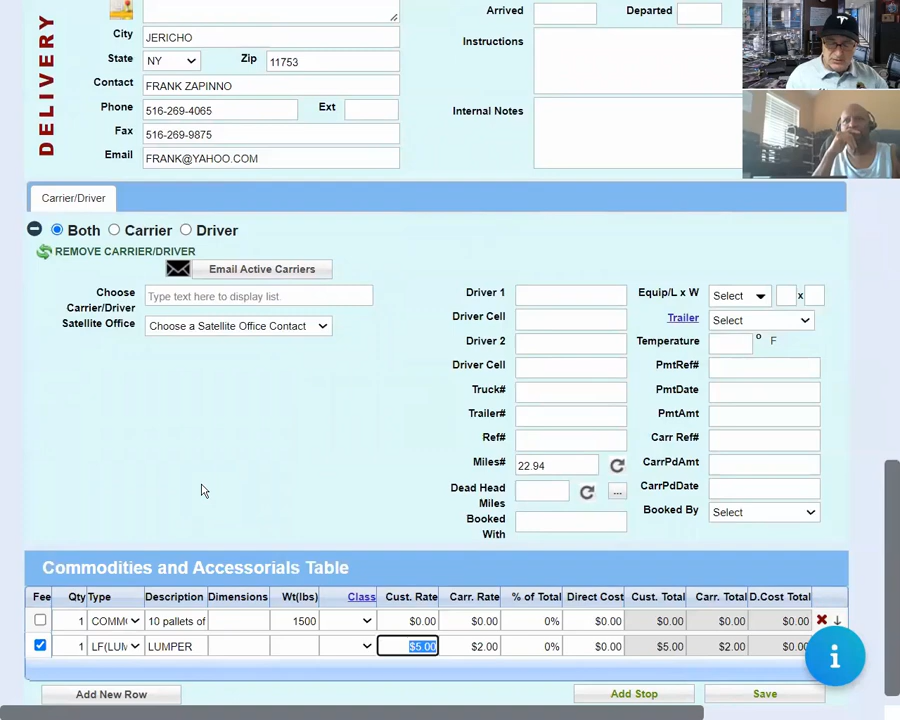 DELIVERY
Arrived Departed
City JERICHO
Instructions
State NY Zip 11753
Contact FRANK ZAPINNO
Phone 516-269-4065 Ext
Internal Notes
Fax 516-269-9875
Email FRANK@YAHOO.COM
Carrier/Driver
Both Carrier Driver
REMOVE CARRIER/DRIVER
Email Active Carriers
Choose Carrier/Driver Type text here to display list.
Satellite Office Choose a Satellite Office Contact
Driver 1 Equip/L x W Select x
Driver Cell Trailer Select
Driver 2 Temperature o F
Driver Cell PmtRef#
Truck# PmtDate
Trailer# PmtAmt
Ref# Carr Ref#
Miles# 22.94 CarrPdAmt
Dead Head Miles ... CarrPdDate
Booked With Booked By Select
Commodities and Accessorials Table
Fee Qty Type Description Dimensions Wt(lbs) Class Cust. Rate Carr. Rate % of Total Direct Cost Cust. Total Carr. Total D.Cost Total
1 COMM 10 pallets of 1500 $0.00 $0.00 0% $0.00 $0.00 $0.00 $0.00
1 LF(LUM LUMPER $5.00 $2.00 0% $0.00 $5.00 $2.00 $0.0
i
Add New Row Add Stop Save